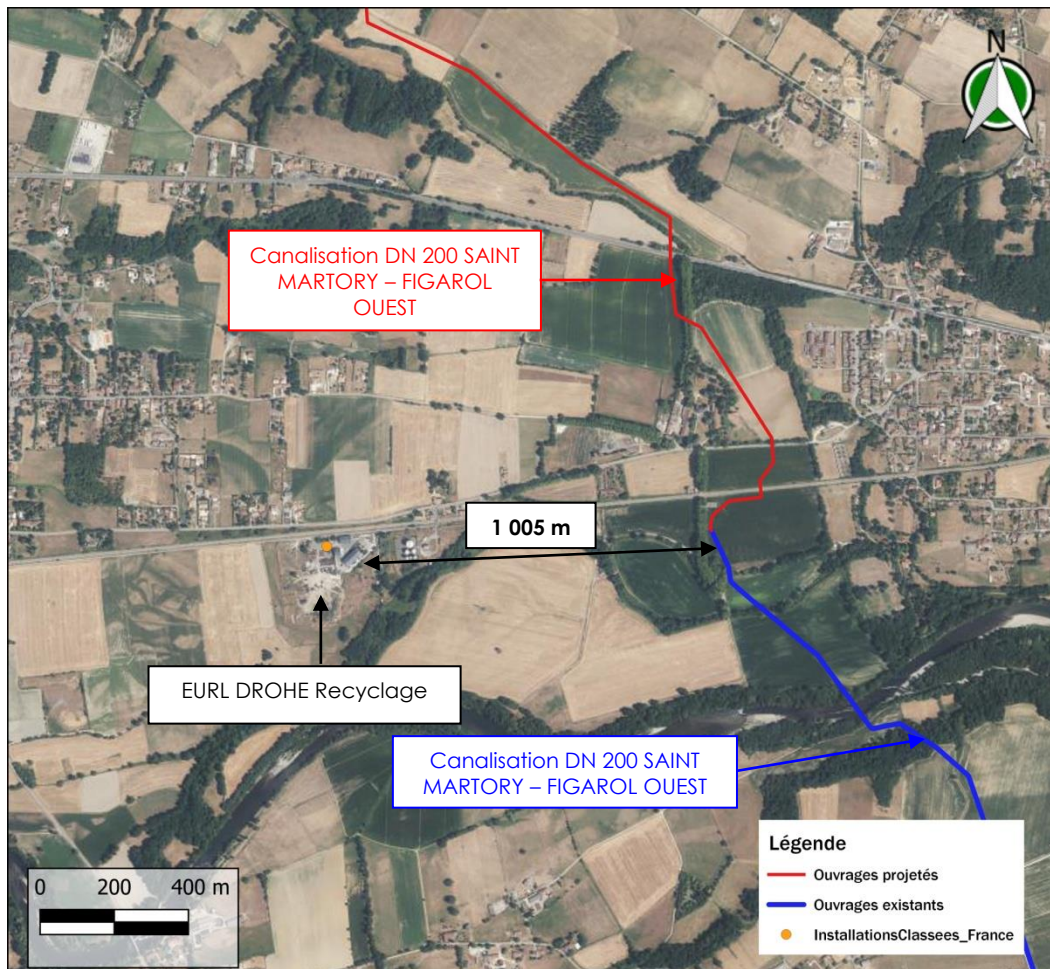 N
Canalisation DN 200 SAINT
MARTORY – FIGAROL
OUEST
1 005 m
EURL DROHE Recyclage
Canalisation DN 200 SAINT
MARTORY – FIGAROL OUEST
0 200 400 m
Légende
Ouvrages projetés
Ouvrages existants
InstallationsClassees_France